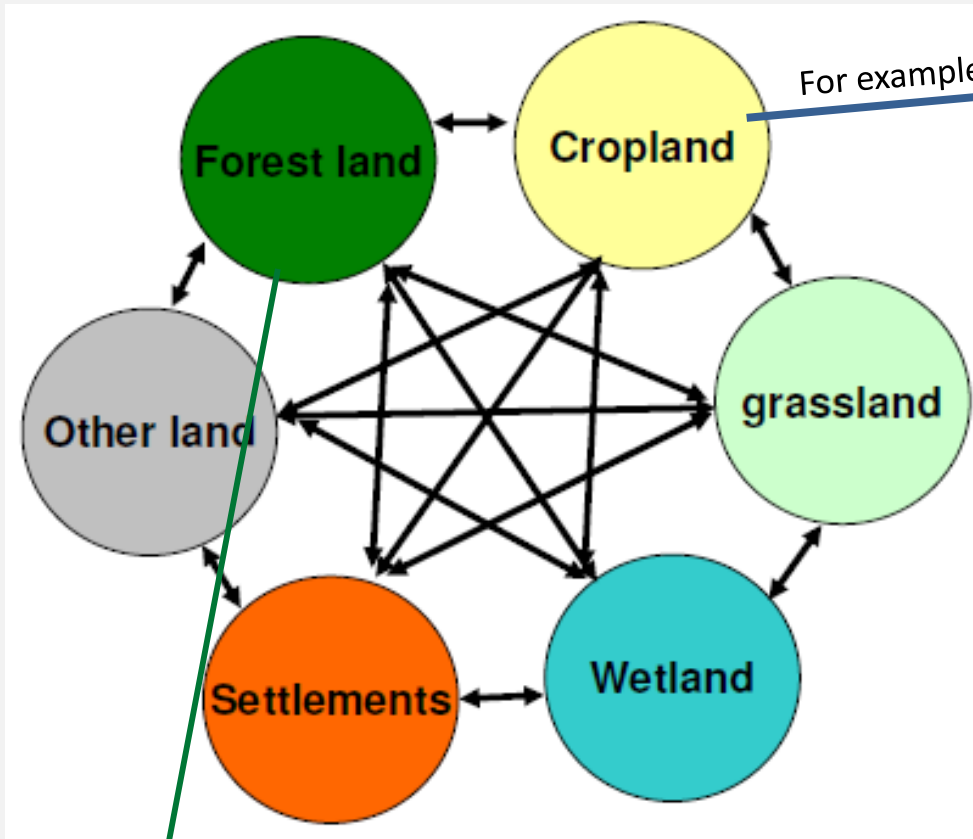 For example
Forest land
Cropland
Other land
grassland
Settlements
Wetland